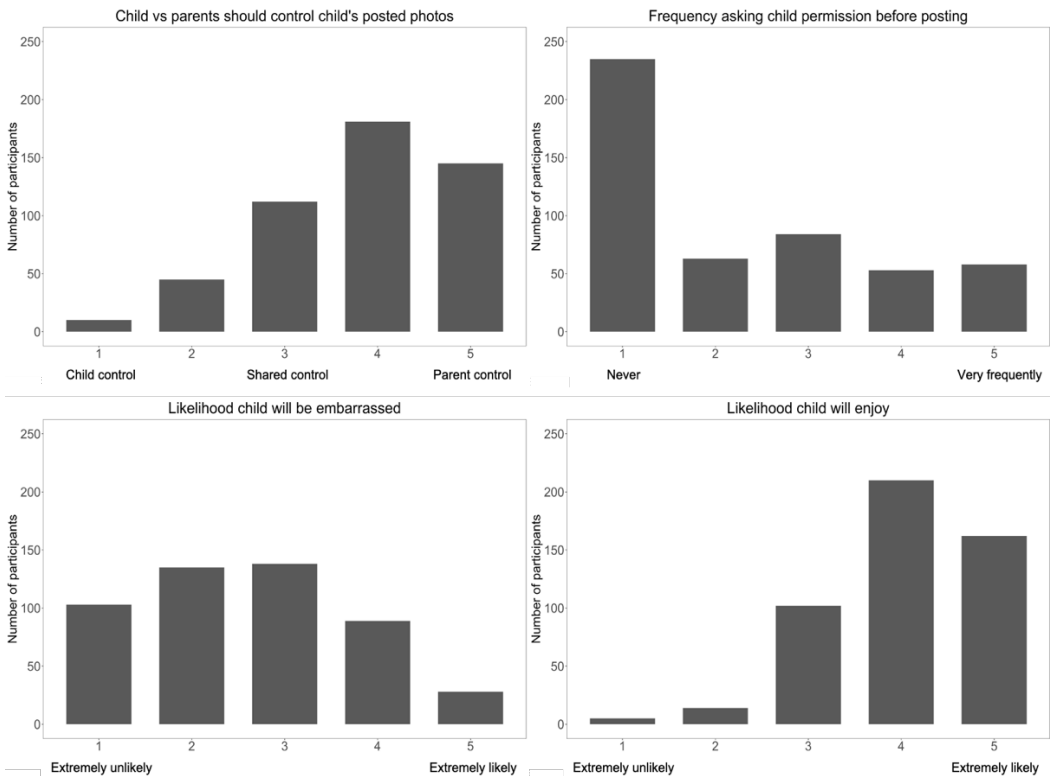 Child vs parents should control child's posted photos
Number of participants
250
200
150
100
50
0
1 2 3 4 5
Child control Shared control Parent control
Frequency asking child permission before posting
Number of participants
250
200
150
100
50
0
1 2 3 4 5
Never Very frequently
Likelihood child will be embarrassed
Number of participants
250
200
150
100
50
0
1 2 3 4 5
Extremely unlikely Extremely likely
Likelihood child will enjoy
Number of participants
250
200
150
100
50
0
1 2 3 4 5
Extremely unlikely Extremely likely